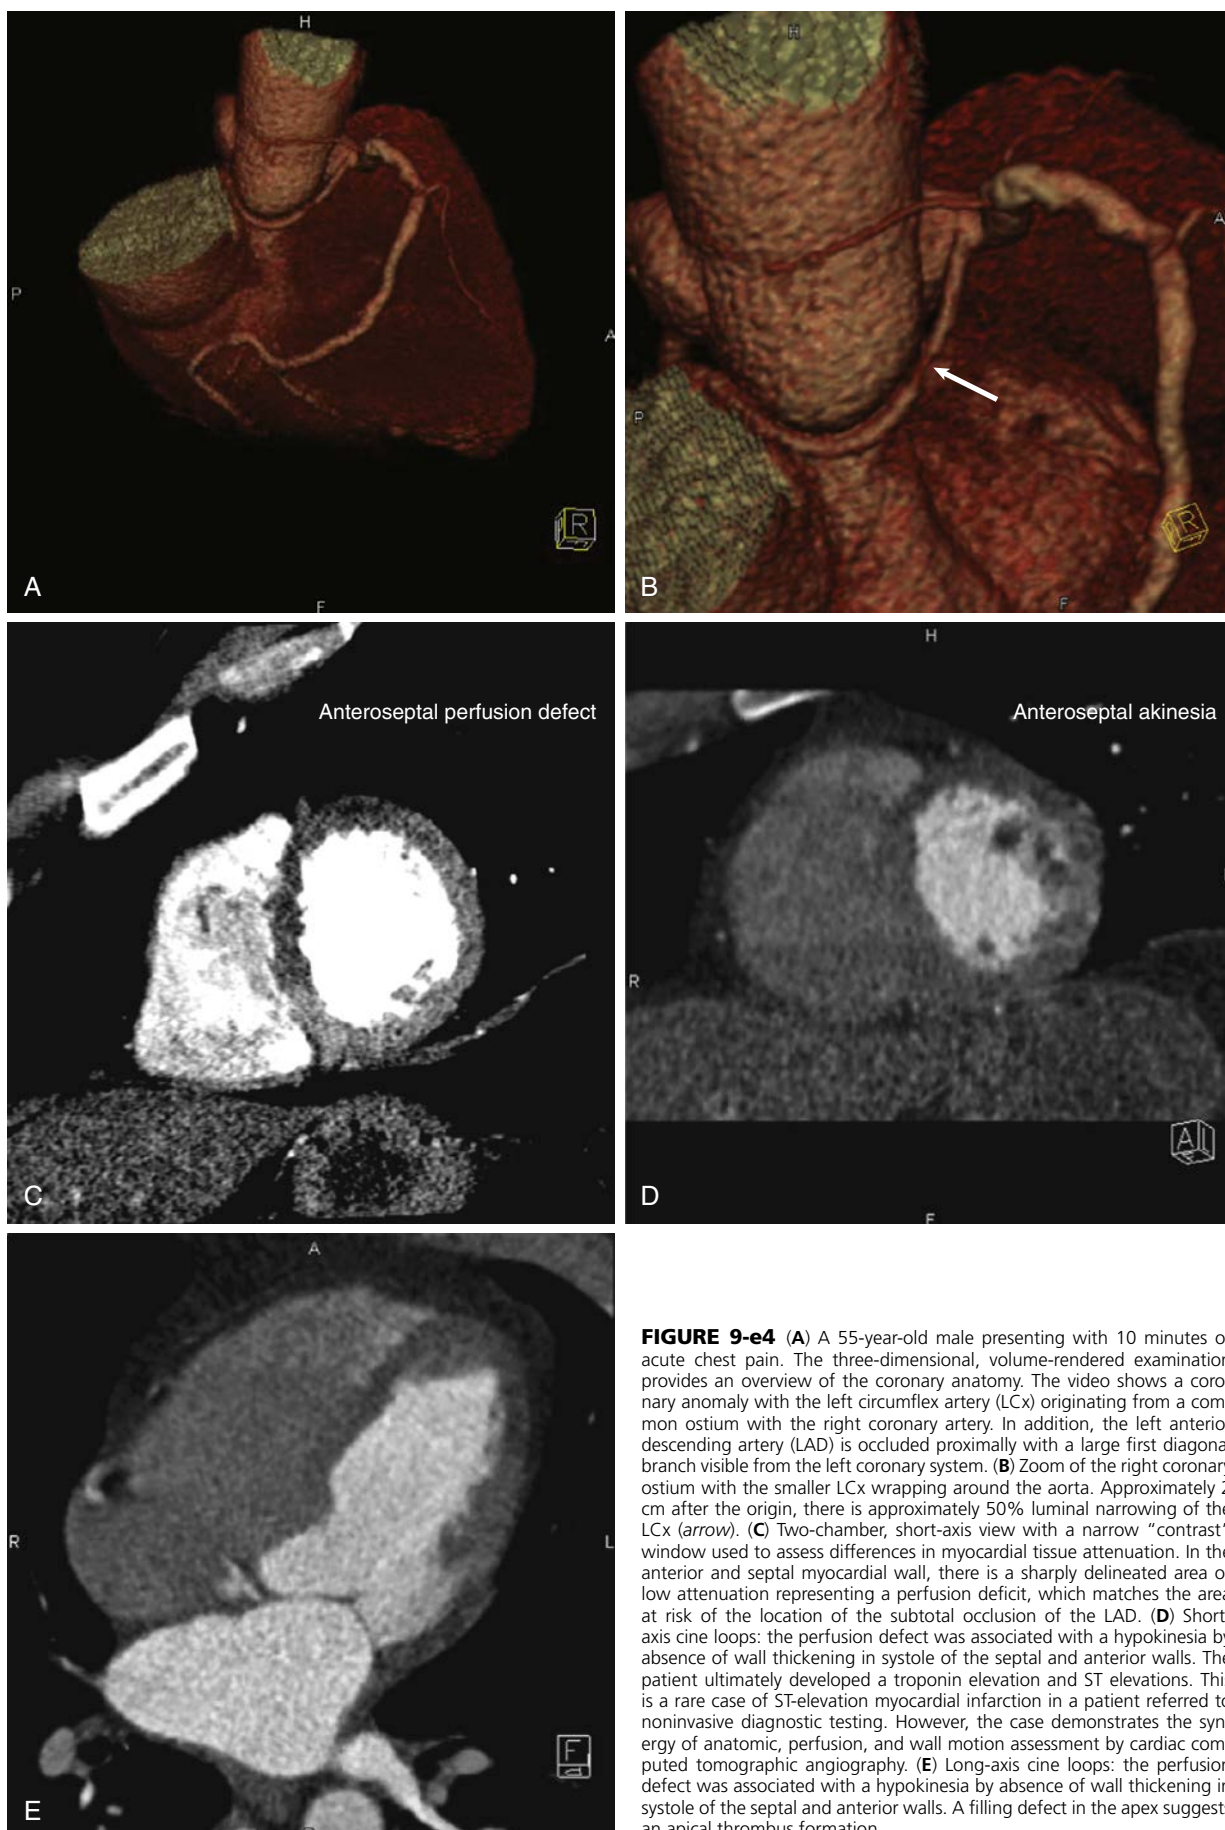 H
P
A
R
A
F
H
P
A
R
B
F
Anteroseptal perfusion defect
C
H
Anteroseptal akinesia
R
A
D
F
A
R
L
F
E
FIGURE 9-e4 (A) A 55-year-old male presenting with 10 minutes o
acute chest pain. The three-dimensional, volume-rendered examination
provides an overview of the coronary anatomy. The video shows a coro
nary anomaly with the left circumflex artery (LCx) originating from a com
mon ostium with the right coronary artery. In addition, the left anterio
descending artery (LAD) is occluded proximally with a large first diagona
branch visible from the left coronary system. (B) Zoom of the right coronary
ostium with the smaller LCx wrapping around the aorta. Approximately 2
cm after the origin, there is approximately 50% luminal narrowing of the
LCx (arrow). (C) Two-chamber, short-axis view with a narrow “contrast”
window used to assess differences in myocardial tissue attenuation. In the
anterior and septal myocardial wall, there is a sharply delineated area o
low attenuation representing a perfusion deficit, which matches the area
at risk of the location of the subtotal occlusion of the LAD. (D) Short
axis cine loops: the perfusion defect was associated with a hypokinesia by
absence of wall thickening in systole of the septal and anterior walls. The
patient ultimately developed a troponin elevation and ST elevations. This
is a rare case of ST-elevation myocardial infarction in a patient referred to
noninvasive diagnostic testing. However, the case demonstrates the syn
ergy of anatomic, perfusion, and wall motion assessment by cardiac com
puted tomographic angiography. (E) Long-axis cine loops: the perfusion
defect was associated with a hypokinesia by absence of wall thickening in
systole of the septal and anterior walls. A filling defect in the apex suggests
an apical thrombus formation